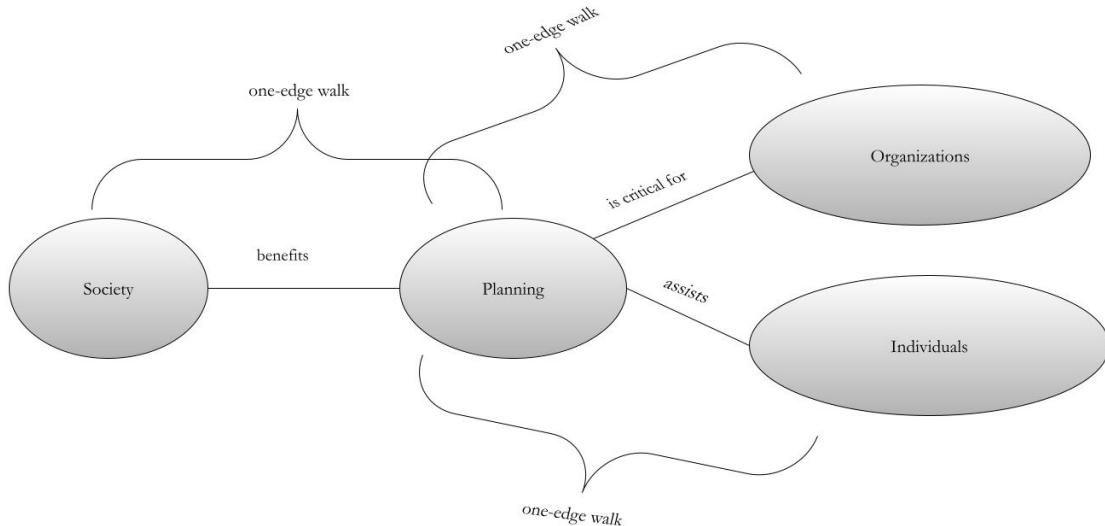 one-edge walk
one-edge walk
Organizations
is critical for
benefits
Society
Planning
assists
Individuals
one-edge walk